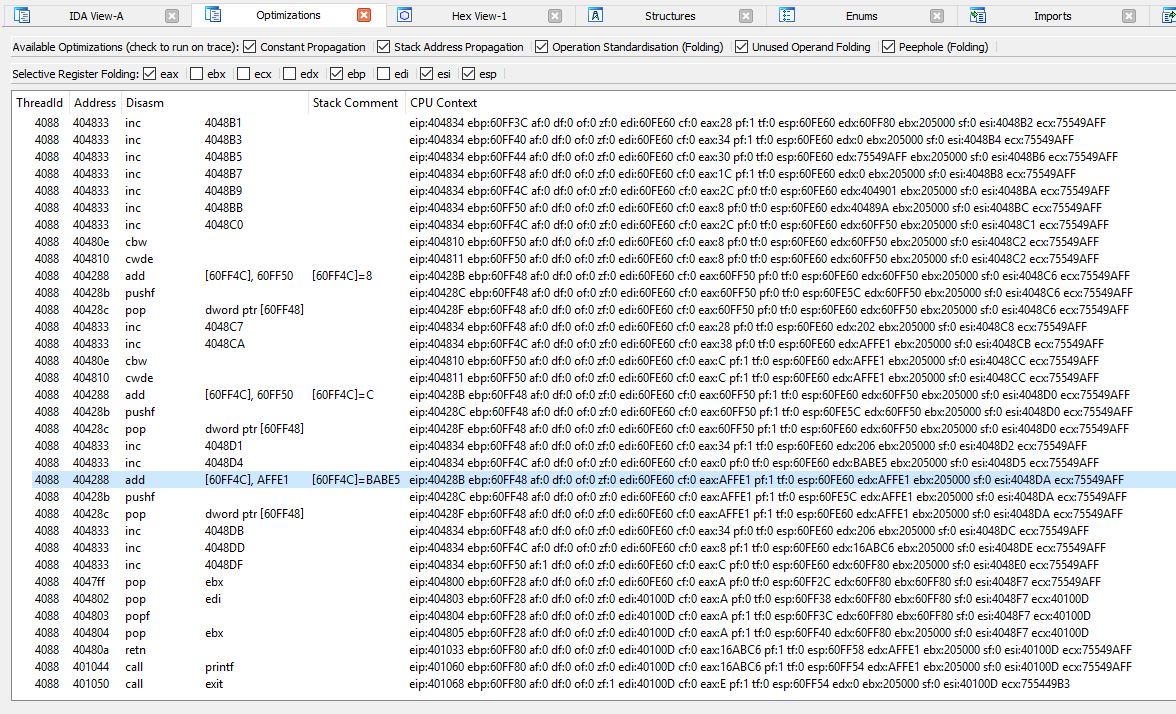 IDA View-A Optimizations Hex View-1 Structures Enums Imports
Available Optimizations (check to run on trace): Constant Propagation Stack Address Propagation Operation Standardisation (Folding) Unused Operand Folding Peephole (Folding)
Selective Register Folding: eax ebx ecx edx ebp edi esi esp
ThreadId Address Disasm Stack Comment CPU Context
4088 404833 inc 4048B1 eip:404834 ebp:60FF3C af:0 df:0 of:0 zf:0 edi:60FE60 cf:0 eax:28 pf:1 tf:0 esp:60FE60 edx:60FF80 ebx:205000 sf:0 esi:4048B2 ecx:75549AFF
4088 404833 inc 4048B3 eip:404834 ebp:60FF40 af:0 df:0 of:0 zf:0 edi:60FE60 cf:0 eax:34 pf:1 tf:0 esp:60FE60 edx:0 ebx:205000 sf:0 esi:4048B4 ecx:75549AFF
4088 404833 inc 4048B5 eip:404834 ebp:60FF44 af:0 df:0 of:0 zf:0 edi:60FE60 cf:0 eax:30 pf:0 tf:0 esp:60FE60 edx:75549AFF ebx:205000 sf:0 esi:4048B6 ecx:75549AFF
4088 404833 inc 4048B7 eip:404834 ebp:60FF48 af:0 df:0 of:0 zf:0 edi:60FE60 cf:0 eax:1C pf:1 tf:0 esp:60FE60 edx:0 ebx:205000 sf:0 esi:4048B8 ecx:75549AFF
4088 404833 inc 4048B9 eip:404834 ebp:60FF4C af:0 df:0 of:0 zf:0 edi:60FE60 cf:0 eax:2C pf:0 tf:0 esp:60FE60 edx:404901 ebx:205000 sf:0 esi:4048BA ecx:75549AFF
4088 404833 inc 4048BB eip:404834 ebp:60FF50 af:0 df:0 of:0 zf:0 edi:60FE60 cf:0 eax:8 pf:0 tf:0 esp:60FE60 edx:40489A ebx:205000 sf:0 esi:4048BC ecx:75549AFF
4088 404833 inc 4048C0 eip:404834 ebp:60FF4C af:0 df:0 of:0 zf:0 edi:60FE60 cf:0 eax:2C pf:0 tf:0 esp:60FE60 edx:60FF50 ebx:205000 sf:0 esi:4048C1 ecx:75549AFF
4088 40480e cbw eip:404810 ebp:60FF50 af:0 df:0 of:0 zf:0 edi:60FE60 cf:0 eax:8 pf:0 tf:0 esp:60FE60 edx:60FF50 ebx:205000 sf:0 esi:4048C2 ecx:75549AFF
4088 404810 cwde eip:404811 ebp:60FF50 af:0 df:0 of:0 zf:0 edi:60FE60 cf:0 eax:8 pf:0 tf:0 esp:60FE60 edx:60FF50 ebx:205000 sf:0 esi:4048C2 ecx:75549AFF
4088 404288 add [60FF4C], 60FF50 [60FF4C]=8 eip:40428B ebp:60FF48 af:0 df:0 of:0 zf:0 edi:60FE60 cf:0 eax:60FF50 pf:0 tf:0 esp:60FE60 edx:60FF50 ebx:205000 sf:0 esi:4048C6 ecx:75549AFF
4088 40428b pushf eip:40428C ebp:60FF48 af:0 df:0 of:0 zf:0 edi:60FE60 cf:0 eax:60FF50 pf:0 tf:0 esp:60FE5C edx:60FF50 ebx:205000 sf:0 esi:4048C6 ecx:75549AFF
4088 40428c pop dword ptr [60FF48] eip:40428F ebp:60FF48 af:0 df:0 of:0 zf:0 edi:60FE60 cf:0 eax:60FF50 pf:0 tf:0 esp:60FE60 edx:60FF50 ebx:205000 sf:0 esi:4048C6 ecx:75549AFF
4088 404833 inc 4048C7 eip:404834 ebp:60FF48 af:0 df:0 of:0 zf:0 edi:60FE60 cf:0 eax:28 pf:0 tf:0 esp:60FE60 edx:202 ebx:205000 sf:0 esi:4048C8 ecx:75549AFF
4088 404833 inc 4048CA eip:404834 ebp:60FF4C af:0 df:0 of:0 zf:0 edi:60FE60 cf:0 eax:38 pf:0 tf:0 esp:60FE60 edx:AFFE1 ebx:205000 sf:0 esi:4048CB ecx:75549AFF
4088 40480e cbw eip:404810 ebp:60FF50 af:0 df:0 of:0 zf:0 edi:60FE60 cf:0 eax:C pf:1 tf:0 esp:60FE60 edx:AFFE1 ebx:205000 sf:0 esi:4048CC ecx:75549AFF
4088 404810 cwde eip:404811 ebp:60FF50 af:0 df:0 of:0 zf:0 edi:60FE60 cf:0 eax:C pf:1 tf:0 esp:60FE60 edx:AFFE1 ebx:205000 sf:0 esi:4048CC ecx:75549AFF
4088 404288 add [60FF4C], 60FF50 [60FF4C]=C eip:40428B ebp:60FF48 af:0 df:0 of:0 zf:0 edi:60FE60 cf:0 eax:60FF50 pf:1 tf:0 esp:60FE60 edx:60FF50 ebx:205000 sf:0 esi:4048D0 ecx:75549AFF
4088 40428b pushf eip:40428C ebp:60FF48 af:0 df:0 of:0 zf:0 edi:60FE60 cf:0 eax:60FF50 pf:1 tf:0 esp:60FE5C edx:60FF50 ebx:205000 sf:0 esi:4048D0 ecx:75549AFF
4088 40428c pop dword ptr [60FF48] eip:40428F ebp:60FF48 af:0 df:0 of:0 zf:0 edi:60FE60 cf:0 eax:60FF50 pf:1 tf:0 esp:60FE60 edx:60FF50 ebx:205000 sf:0 esi:4048D0 ecx:75549AFF
4088 404833 inc 4048D1 eip:404834 ebp:60FF48 af:0 df:0 of:0 zf:0 edi:60FE60 cf:0 eax:34 pf:1 tf:0 esp:60FE60 edx:206 ebx:205000 sf:0 esi:4048D2 ecx:75549AFF
4088 404833 inc 4048D4 eip:404834 ebp:60FF4C af:0 df:0 of:0 zf:0 edi:60FE60 cf:0 eax:0 pf:0 tf:0 esp:60FE60 edx:BABE5 ebx:205000 sf:0 esi:4048D5 ecx:75549AFF
4088 404288 add [60FF4C], AFFE1 [60FF4C]=BABE5 eip:40428B ebp:60FF48 af:0 df:0 of:0 zf:0 edi:60FE60 cf:0 eax:AFFE1 pf:1 tf:0 esp:60FE60 edx:AFFE1 ebx:205000 sf:0 esi:4048DA ecx:75549AFF
4088 40428b pushf eip:40428C ebp:60FF48 af:0 df:0 of:0 zf:0 edi:60FE60 cf:0 eax:AFFE1 pf:1 tf:0 esp:60FE5C edx:AFFE1 ebx:205000 sf:0 esi:4048DA ecx:75549AFF
4088 40428c pop dword ptr [60FF48] eip:40428F ebp:60FF48 af:0 df:0 of:0 zf:0 edi:60FE60 cf:0 eax:AFFE1 pf:1 tf:0 esp:60FE60 edx:AFFE1 ebx:205000 sf:0 esi:4048DA ecx:75549AFF
4088 404833 inc 4048DB eip:404834 ebp:60FF48 af:0 df:0 of:0 zf:0 edi:60FE60 cf:0 eax:34 pf:0 tf:0 esp:60FE60 edx:206 ebx:205000 sf:0 esi:4048DC ecx:75549AFF
4088 404833 inc 4048DD eip:404834 ebp:60FF4C af:0 df:0 of:0 zf:0 edi:60FE60 cf:0 eax:8 pf:1 tf:0 esp:60FE60 edx:16ABC6 ebx:205000 sf:0 esi:4048DE ecx:75549AFF
4088 404833 inc 4048DF eip:404834 ebp:60FF50 af:1 df:0 of:0 zf:0 edi:60FE60 cf:0 eax:C pf:0 tf:0 esp:60FE60 edx:60FF80 ebx:205000 sf:0 esi:4048E0 ecx:75549AFF
4088 4047ff pop ebx eip:404800 ebp:60FF28 af:0 df:0 of:0 zf:0 edi:60FE60 cf:0 eax:A pf:0 tf:0 esp:60FF2C edx:60FF80 ebx:60FF80 sf:0 esi:4048F7 ecx:75549AFF
4088 404802 pop edi eip:404803 ebp:60FF28 af:0 df:0 of:0 zf:0 edi:40100D cf:0 eax:A pf:0 tf:0 esp:60FF38 edx:60FF80 ebx:60FF80 sf:0 esi:4048F7 ecx:40100D
4088 404803 popf eip:404804 ebp:60FF28 af:0 df:0 of:0 zf:0 edi:40100D cf:0 eax:A pf:1 tf:0 esp:60FF3C edx:60FF80 ebx:60FF80 sf:0 esi:4048F7 ecx:40100D
4088 404804 pop ebx eip:404805 ebp:60FF28 af:0 df:0 of:0 zf:0 edi:40100D cf:0 eax:A pf:1 tf:0 esp:60FF40 edx:60FF80 ebx:205000 sf:0 esi:4048F7 ecx:40100D
4088 40480a retn eip:401033 ebp:60FF80 af:0 df:0 of:0 zf:0 edi:40100D cf:0 eax:16ABC6 pf:1 tf:0 esp:60FF58 edx:AFFE1 ebx:205000 sf:0 esi:40100D ecx:75549AFF
4088 401044 call printf eip:401060 ebp:60FF80 af:0 df:0 of:0 zf:0 edi:40100D cf:0 eax:16ABC6 pf:1 tf:0 esp:60FF54 edx:AFFE1 ebx:205000 sf:0 esi:40100D ecx:75549AFF
4088 401050 call exit eip:401068 ebp:60FF80 af:0 df:0 of:0 zf:1 edi:40100D cf:0 eax:E pf:1 tf:0 esp:60FF54 edx:0 ebx:205000 sf:0 esi:40100D ecx:755449B3